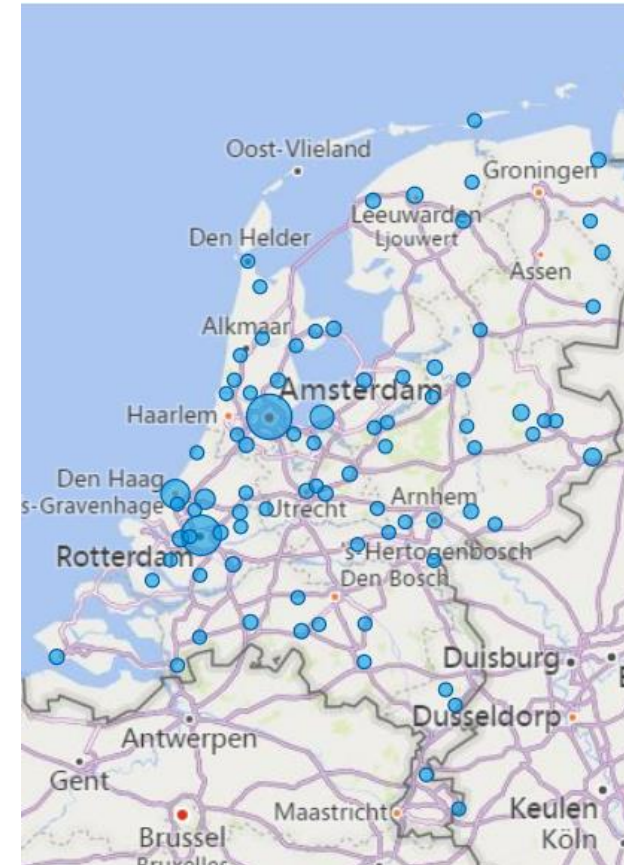 Oost-Vlieland
Groningen
Leeuwarden
Ljouwert
Den Helder
Assen
Alkmaar
Amsterdam
Haarlem
Den Haag
s-Gravenhage
Arnhem
Utrecht
Rotterdam
's-Hertogenbosch
Den Bosch
Duisburg
Dusseldorp
Antwerpen
Gent
Maastricht
Keulen
Köln
Brussel
Bruxelles